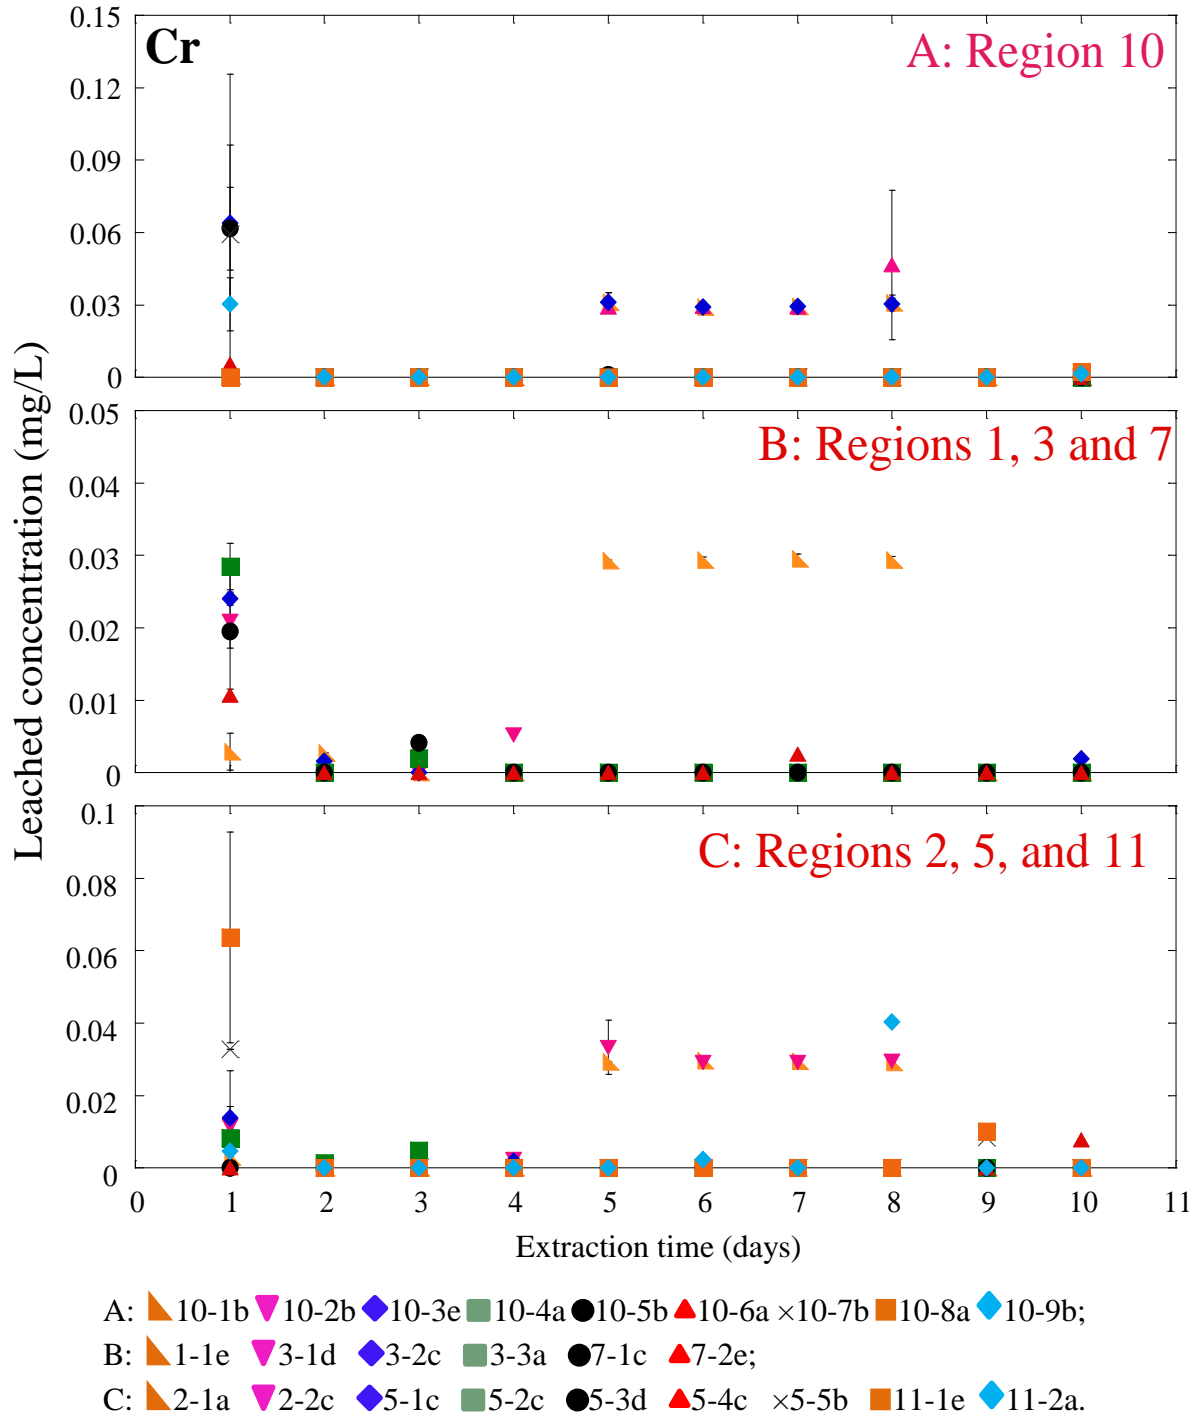 0.15
Cr
A: Region 10
0.12
0.09
0.06
0.03
0
0.05
B: Regions 1, 3 and 7
0.04
0.03
0.02
0.01
0
0.1
C: Regions 2, 5, and 11
0.08
0.06
0.04
0.02
0
Leached concentration (mg/L)
0 1 2 3 4 5 6 7 8 9 10 11
Extraction time (days)
A: 10-1b 10-2b 10-3e 10-4a 10-5b 10-6a ×10-7b 10-8a 10-9b;
B: 1-1e 3-1d 3-2c 3-3a 7-1c 7-2e;
C: 2-1a 2-2c 5-1c 5-2c 5-3d 5-4c ×5-5b 11-1e 11-2a.